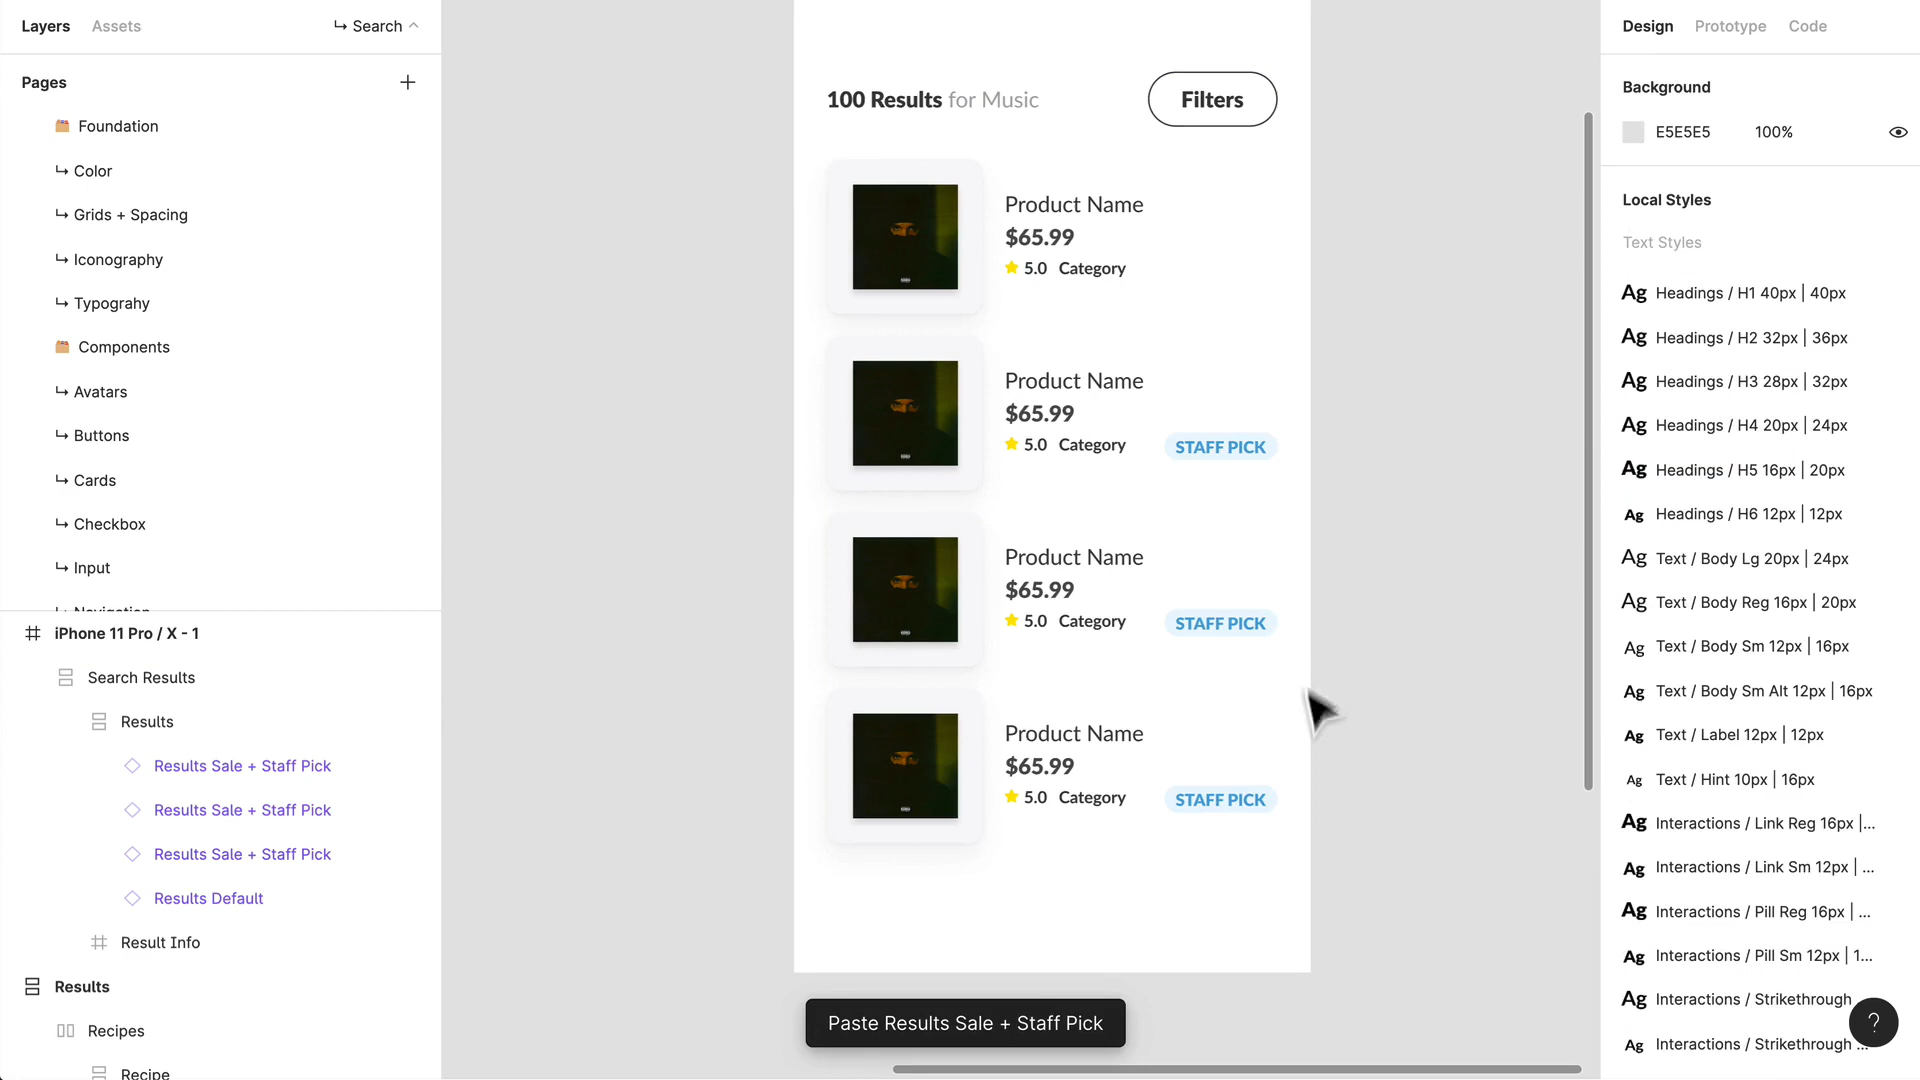 Layers
Assets
↳ Search
Pages
Foundation
↳ Color
↳ Grids + Spacing
↳ Iconography
↳ Typograhy
Components
↳ Avatars
↳ Buttons
↳ Cards
↳ Checkbox
↳ Input
↳ Navigation
iPhone 11 Pro / X - 1
Search Results
Results
Results Sale + Staff Pick
Results Sale + Staff Pick
Results Sale + Staff Pick
Results Default
Result Info
Results
Recipes
Recipe
100 Results for Music
Filters
Product Name
$65.99
5.0 Category
Product Name
$65.99
5.0 Category
STAFF PICK
Product Name
$65.99
5.0 Category
STAFF PICK
Product Name
$65.99
5.0 Category
STAFF PICK
Paste Results Sale + Staff Pick
Design
Prototype
Code
Background
E5E5E5 100%
Local Styles
Text Styles
Ag Headings / H1 40px | 40px
Ag Headings / H2 32px | 36px
Ag Headings / H3 28px | 32px
Ag Headings / H4 20px | 24px
Ag Headings / H5 16px | 20px
Ag Headings / H6 12px | 12px
Ag Text / Body Lg 20px | 24px
Ag Text / Body Reg 16px | 20px
Ag Text / Body Sm 12px | 16px
Ag Text / Body Sm Alt 12px | 16px
Ag Text / Label 12px | 12px
Ag Text / Hint 10px | 16px
Ag Interactions / Link Reg 16px |...
Ag Interactions / Link Sm 12px | ...
Ag Interactions / Pill Reg 16px | ...
Ag Interactions / Pill Sm 12px | 1...
Ag Interactions / Strikethrough
Ag Interactions / Strikethrough ...
?